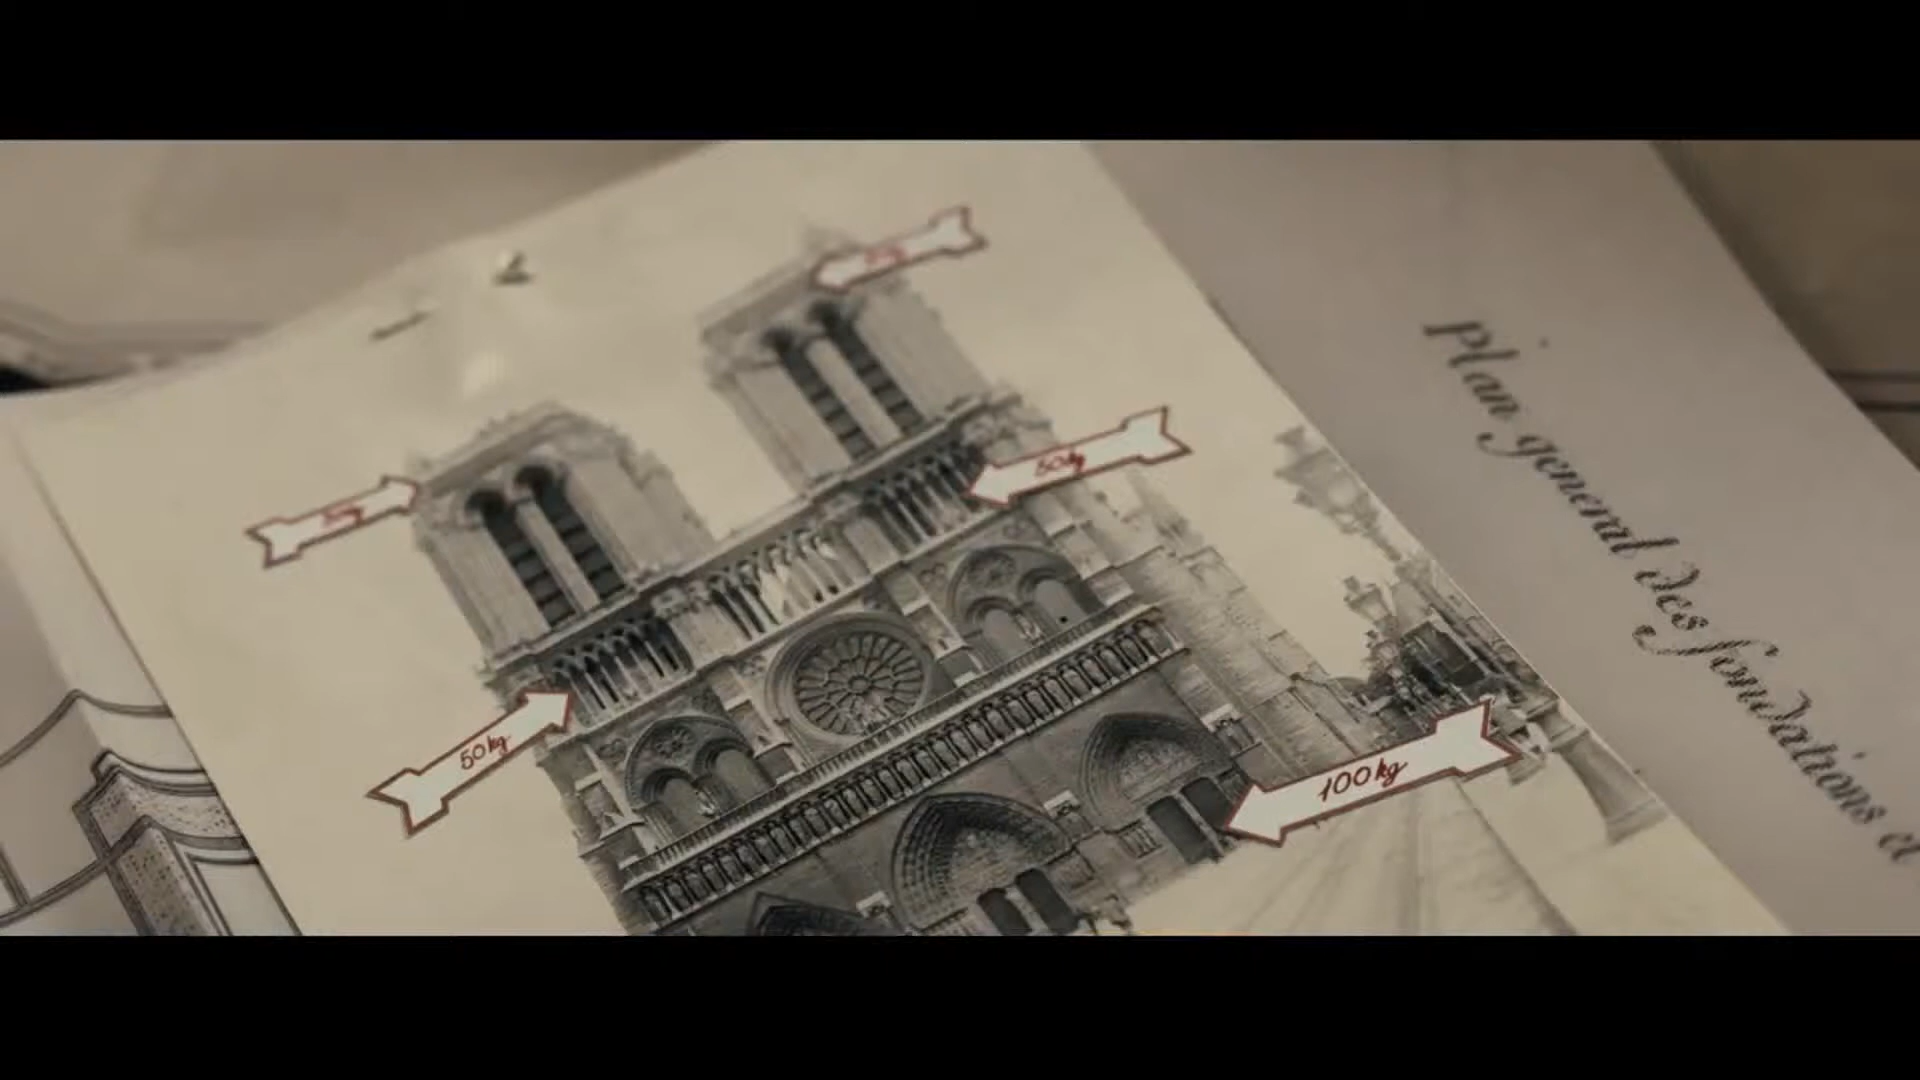 50kg
50kg
100kg
Plan general des fondations et